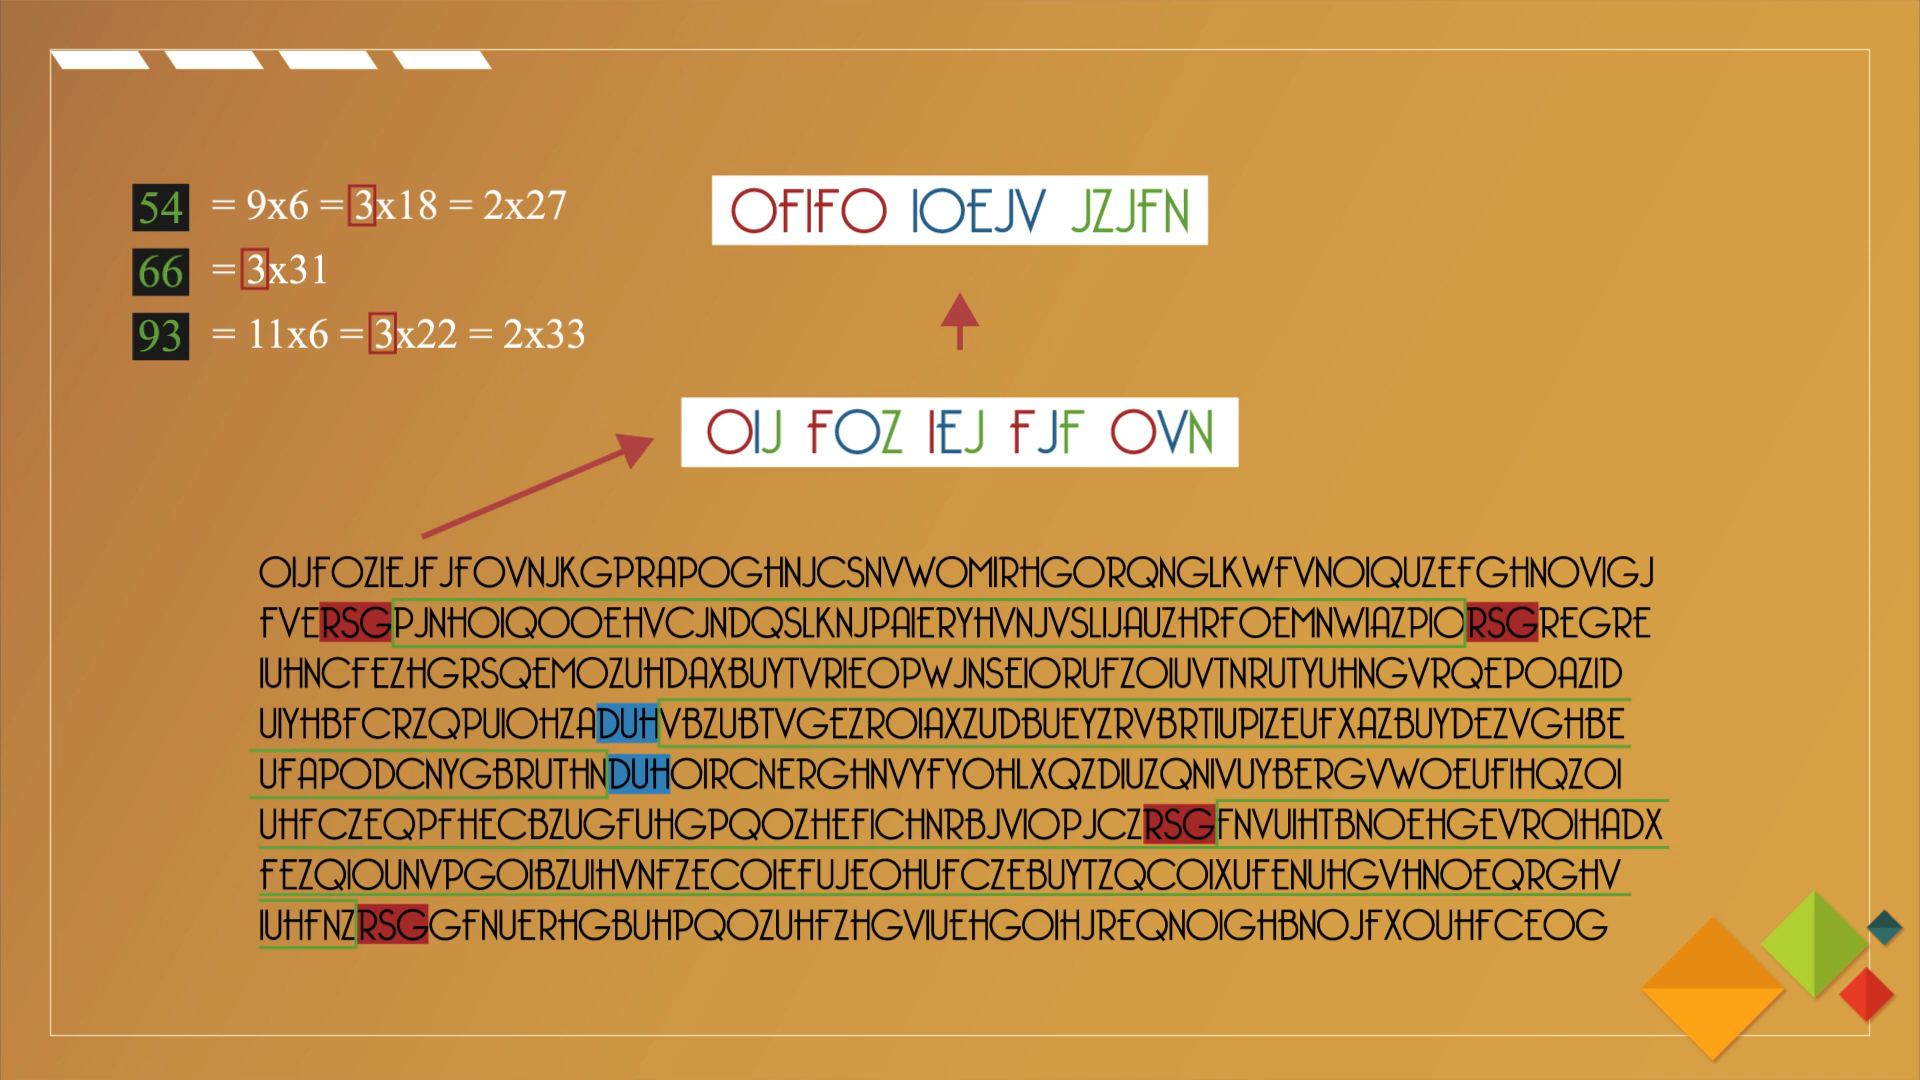 54 = 9x6 = 3x18 = 2x27
66 = 3x31
93 = 11x6 = 3x22 = 2x33
OFIFO IOEJV JZJFN
OIJ FOZ IEJ FJF OVN
OIJFOZIEJFJFOVNJKGPRAPOGHNJCSNVWOMIRHGORQNGLKWFVNOIQUZEFGHNOVIGJ
FVERSGPJNHOIQOOEHVCJNDQSLKNJPAIERYHVNJVSLIJAUZHRFOEMNWIAZPIORSGREGRE
IUHNCFEZHGRSQEMOZUHDAXBUYTVRIEOPWJNSEIORUFZOIUVTNRUTYUHNGVRQEPOAZID
UIYHBFCRZQPUIOHZADUHVBZUBTVGEZROIAXZUDBUEYZRVBRTIUPIZEUFXAZBUYDEZVGHBE
UFAPODCNYGBRUTHNDUHOIRCNERGHNVYFYOHLXQZDIUZQNIVUYBERGVWOEUFIHQZOI
UHFCZEQPFHECBZUGFUHGPQOZHEFICHNRBJVIOPJCZRSGFNVUIHTBNOEHGEVROIHADX
FEZQIOUNVPGOIBZUIHVNFZECOIEFUJEOHUFCZEBUYTZQCOIXUFENUHGVHNOEQRGHV
IUHFNZRSGGFNUERHGBUHPQOZUHFZHGVIUEHGOIHJREQNOIGHBNOJFXOUHFCEOG